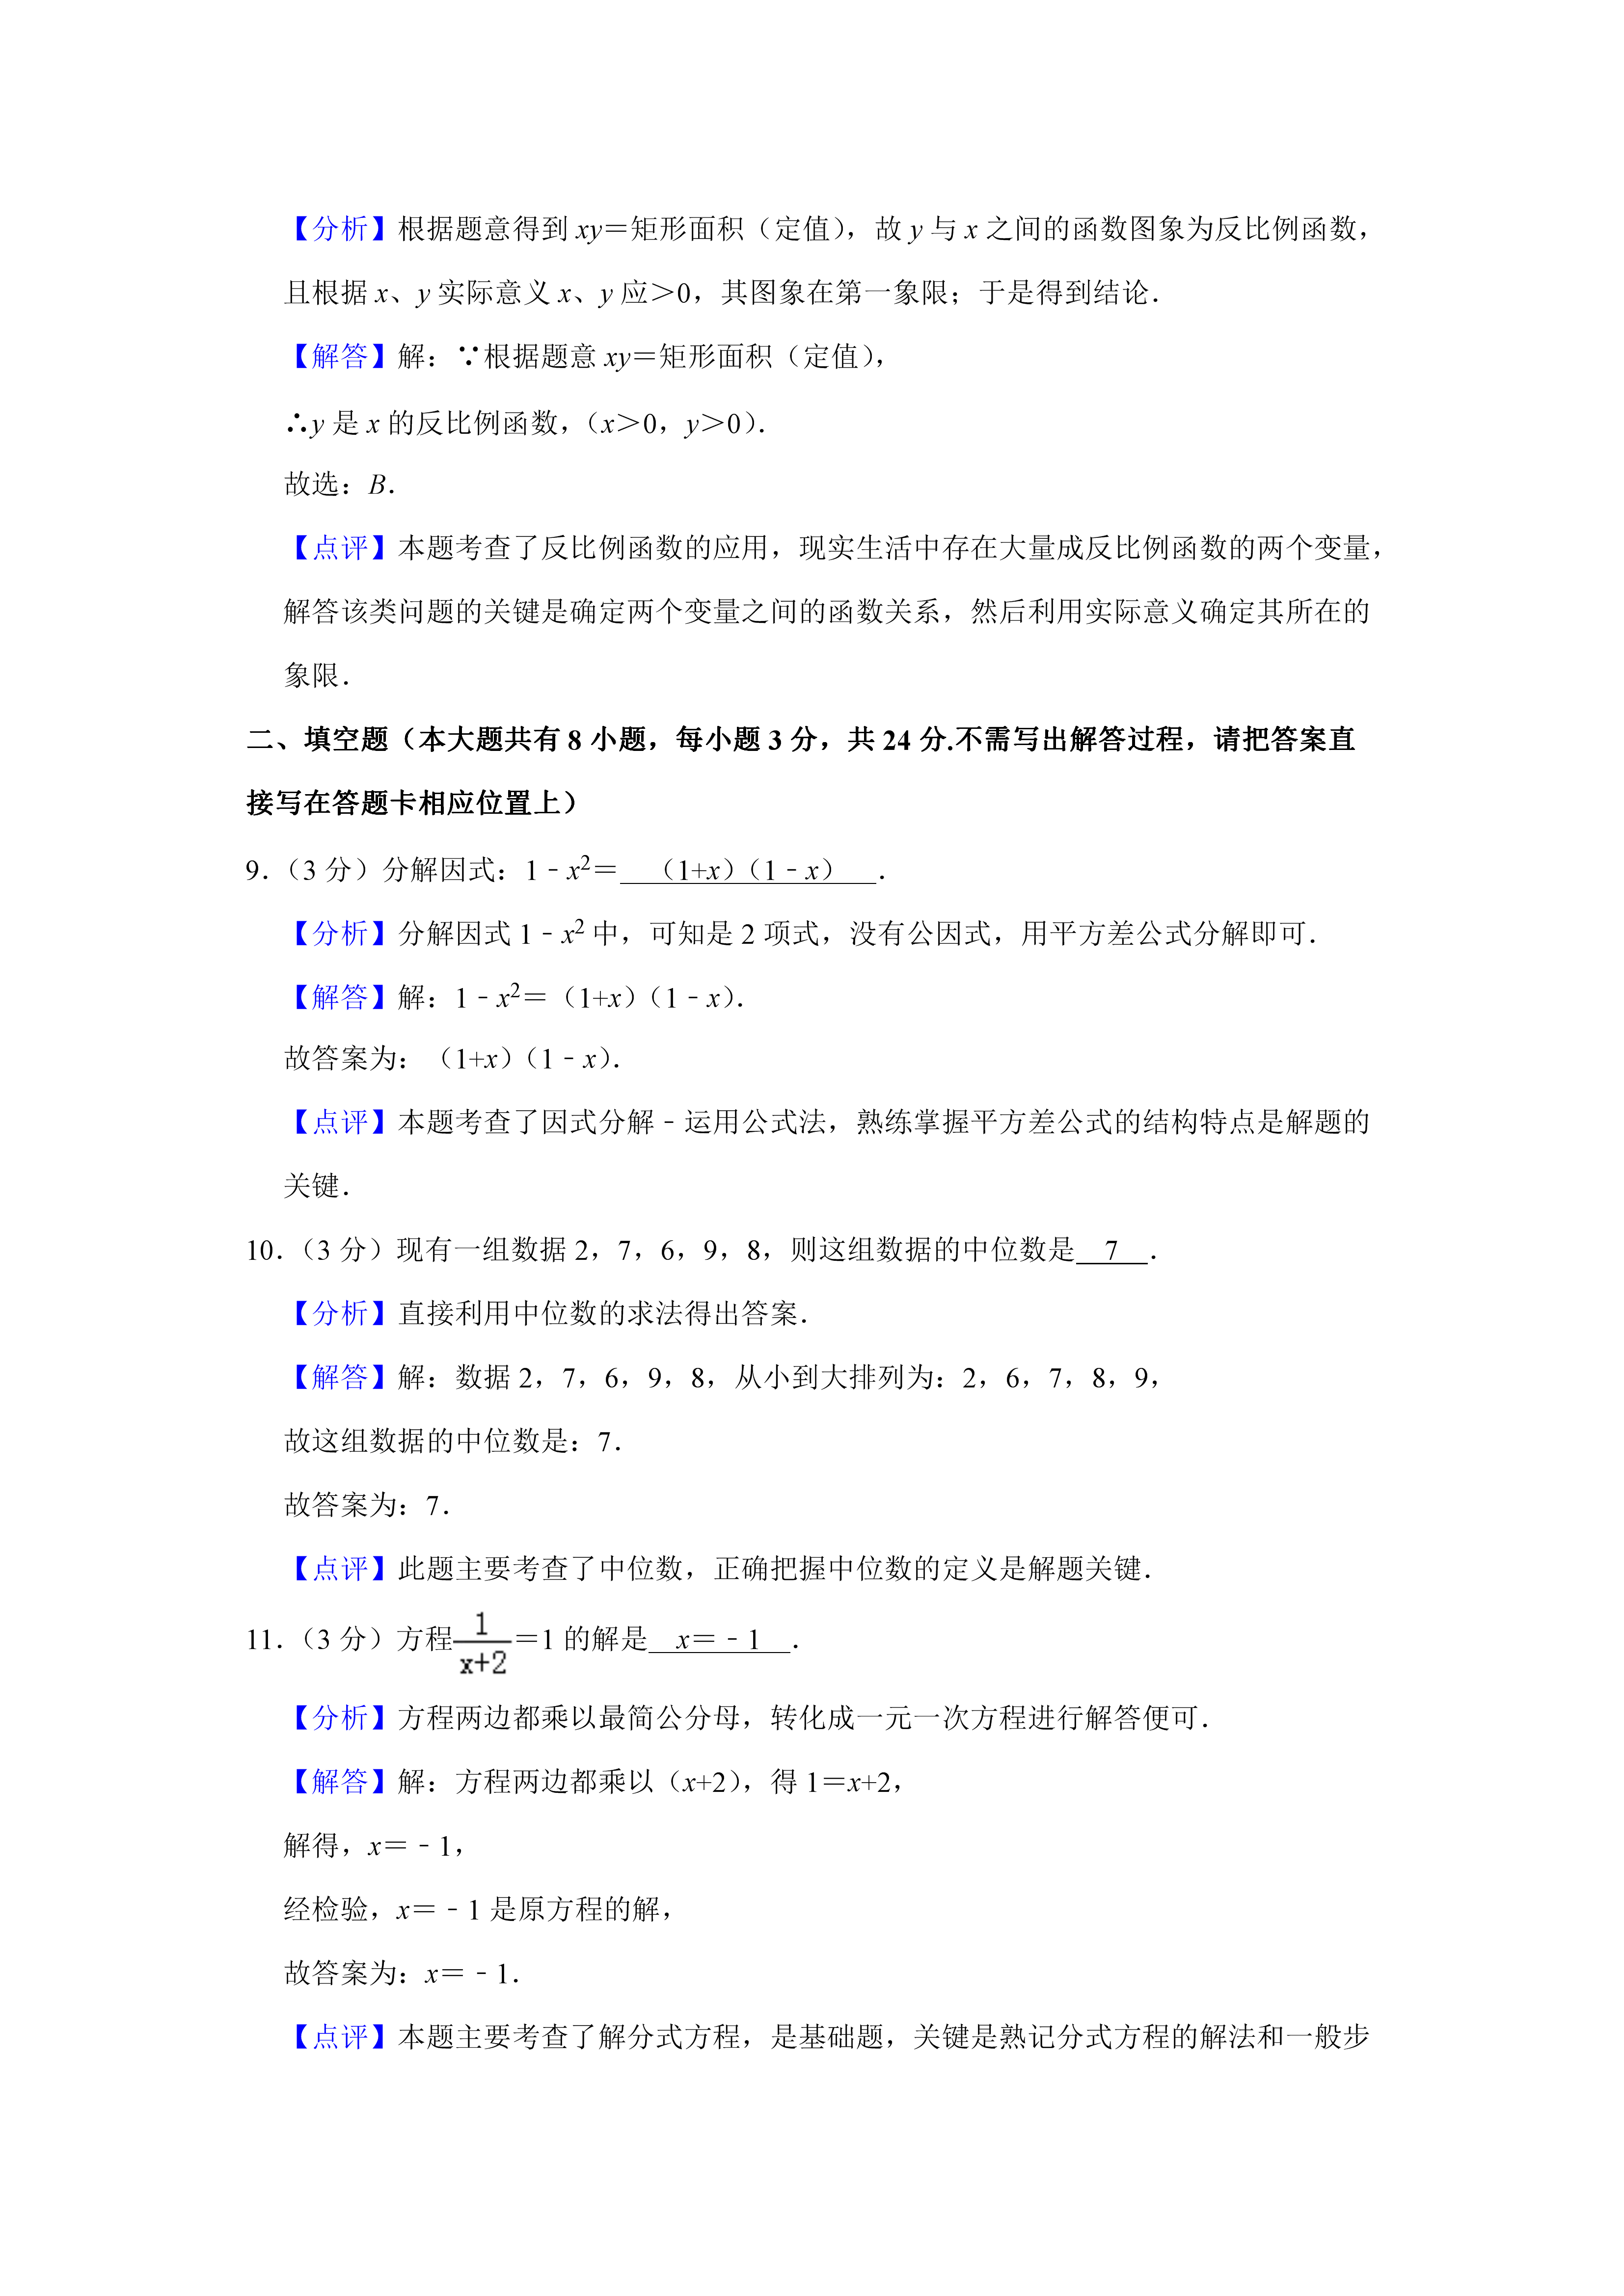 【分析】根据题意得到 xy＝矩形面积（定值），故 y 与 x 之间的函数图象为反比例函数，
且根据 x、y 实际意义 x、y 应＞0，其图象在第一象限；于是得到结论．
【解答】解：∵根据题意 xy＝矩形面积（定值），
∴y 是 x 的反比例函数，（x＞0，y＞0）．
故选：B．
【点评】本题考查了反比例函数的应用，现实生活中存在大量成反比例函数的两个变量，
解答该类问题的关键是确定两个变量之间的函数关系，然后利用实际意义确定其所在的
象限．
二、填空题（本大题共有 8 小题，每小题 3 分，共 24 分.不需写出解答过程，请把答案直
接写在答题卡相应位置上）
9．（3 分）分解因式：1﹣x²＝　（1+x）（1﹣x）　．
【分析】分解因式 1﹣x² 中，可知是 2 项式，没有公因式，用平方差公式分解即可．
【解答】解：1﹣x²＝（1+x）（1﹣x）．
故答案为：（1+x）（1﹣x）．
【点评】本题考查了因式分解﹣运用公式法，熟练掌握平方差公式的结构特点是解题的
关键．
10．（3 分）现有一组数据 2，7，6，9，8，则这组数据的中位数是　7　．
【分析】直接利用中位数的求法得出答案．
【解答】解：数据 2，7，6，9，8，从小到大排列为：2，6，7，8，9，
故这组数据的中位数是：7．
故答案为：7．
【点评】此题主要考查了中位数，正确把握中位数的定义是解题关键．
11．（3 分）方程 1/(x+2)＝1 的解是　x＝﹣1　．
【分析】方程两边都乘以最简公分母，转化成一元一次方程进行解答便可．
【解答】解：方程两边都乘以（x+2），得 1＝x+2，
解得，x＝﹣1，
经检验，x＝﹣1 是原方程的解，
故答案为：x＝﹣1．
【点评】本题主要考查了解分式方程，是基础题，关键是熟记分式方程的解法和一般步